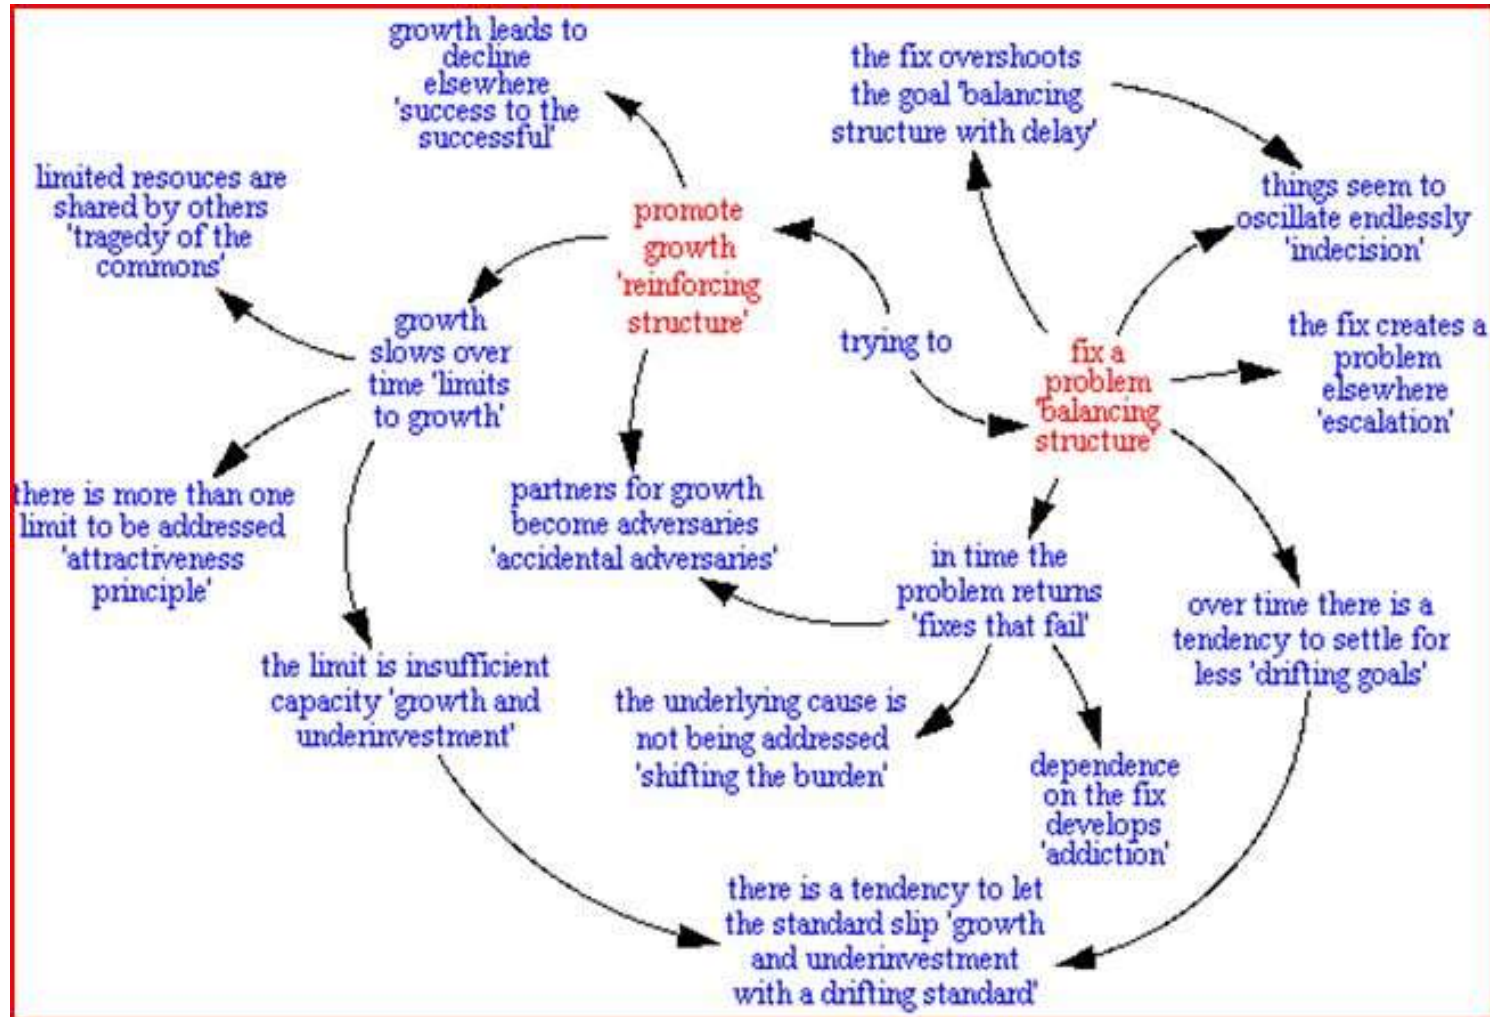 growth leads to
decline
elsewhere
'success to the
successful'
the fix overshoots
the goal 'balancing
structure with delay'
limited resouces are
shared by others
'tragedy of the
commons'
promote
growth
'reinforcing
structure'
things seem to
oscillate endlessly
'indecision'
growth
slows over
time 'limits
to growth'
trying to
fix a
problem
'balancing
structure'
the fix creates a
problem
elsewhere
'escalation'
there is more than one
limit to be addressed
'attractiveness
principle'
partners for growth
become adversaries
'accidental adversaries'
in time the
problem returns
'fixes that fail'
over time there is a
tendency to settle for
less 'drifting goals'
the limit is insufficient
capacity 'growth and
underinvestment'
the underlying cause is
not being addressed
'shifting the burden'
dependence
on the fix
develops
'addiction'
there is a tendency to let
the standard slip 'growth
and underinvestment
with a drifting standard'